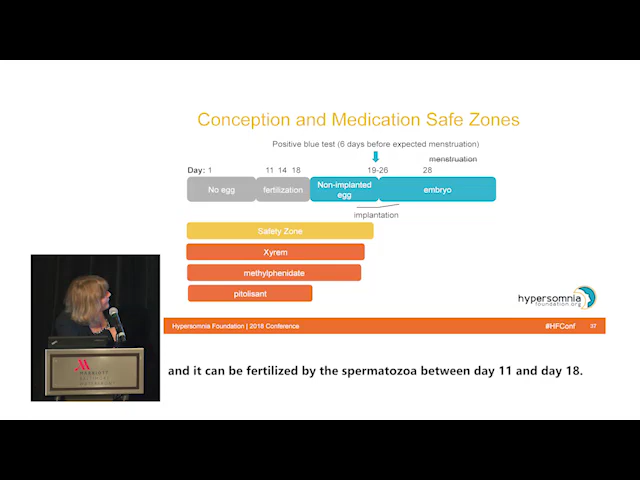 Conception and Medication Safe Zones
Positive blue test (6 days before expected menstruation)
menstruation
Day: 1 11 14 18 19-26 28
No egg
fertilization
Non-implanted
egg
embryo
implantation
Safety Zone
Xyrem
methylphenidate
pitolisant
hypersomnia
foundation.org
Hypersomnia Foundation | 2018 Conference #HFConf 37
MARRIOTT
BALTIMORE
WATERFRONT
and it can be fertilized by the spermatozoa between day 11 and day 18.